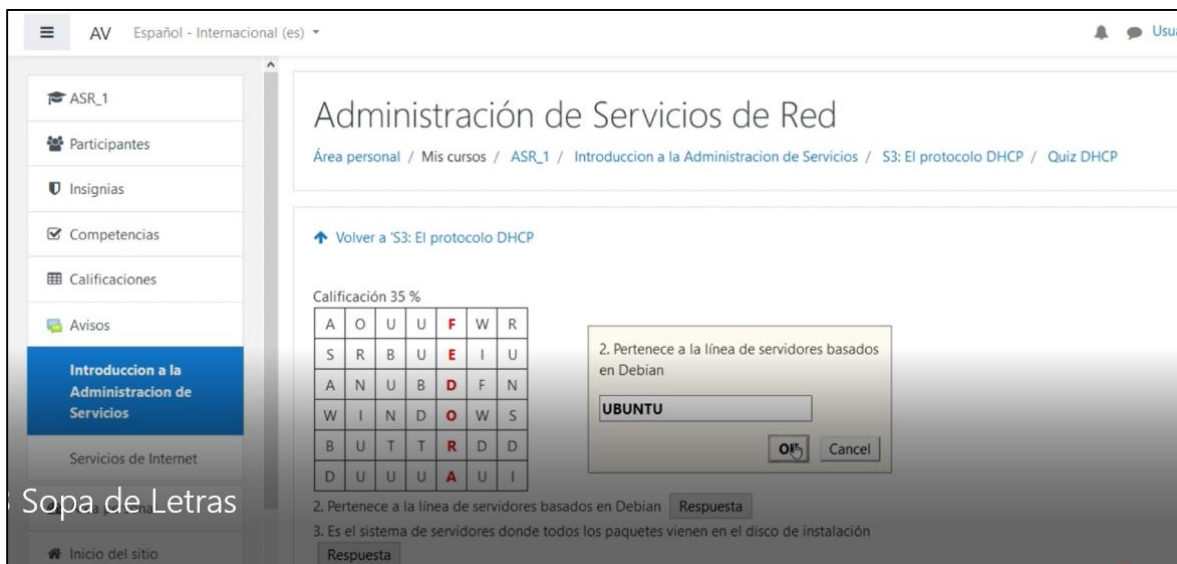 AV Español - Internacional (es)
Usua
ASR_1
Participantes
Insignias
Competencias
Calificaciones
Avisos
Introduccion a la
Administracion de
Servicios
Servicios de Internet
Inicio del sitio
Sopa de Letras
Administración de Servicios de Red
Área personal / Mis cursos / ASR_1 / Introduccion a la Administracion de Servicios / S3: El protocolo DHCP / Quiz DHCP
Volver a 'S3: El protocolo DHCP
Calificación 35 %
A O U U F W R
S R B U E I U
A N U B D F N
W I N D O W S
B U T T R D D
D U U U A U I
2. Pertenece a la línea de servidores basados
en Debian
UBUNTU
OK Cancel
2. Pertenece a la línea de servidores basados en Debian Respuesta
3. Es el sistema de servidores donde todos los paquetes vienen en el disco de instalación
Respuesta